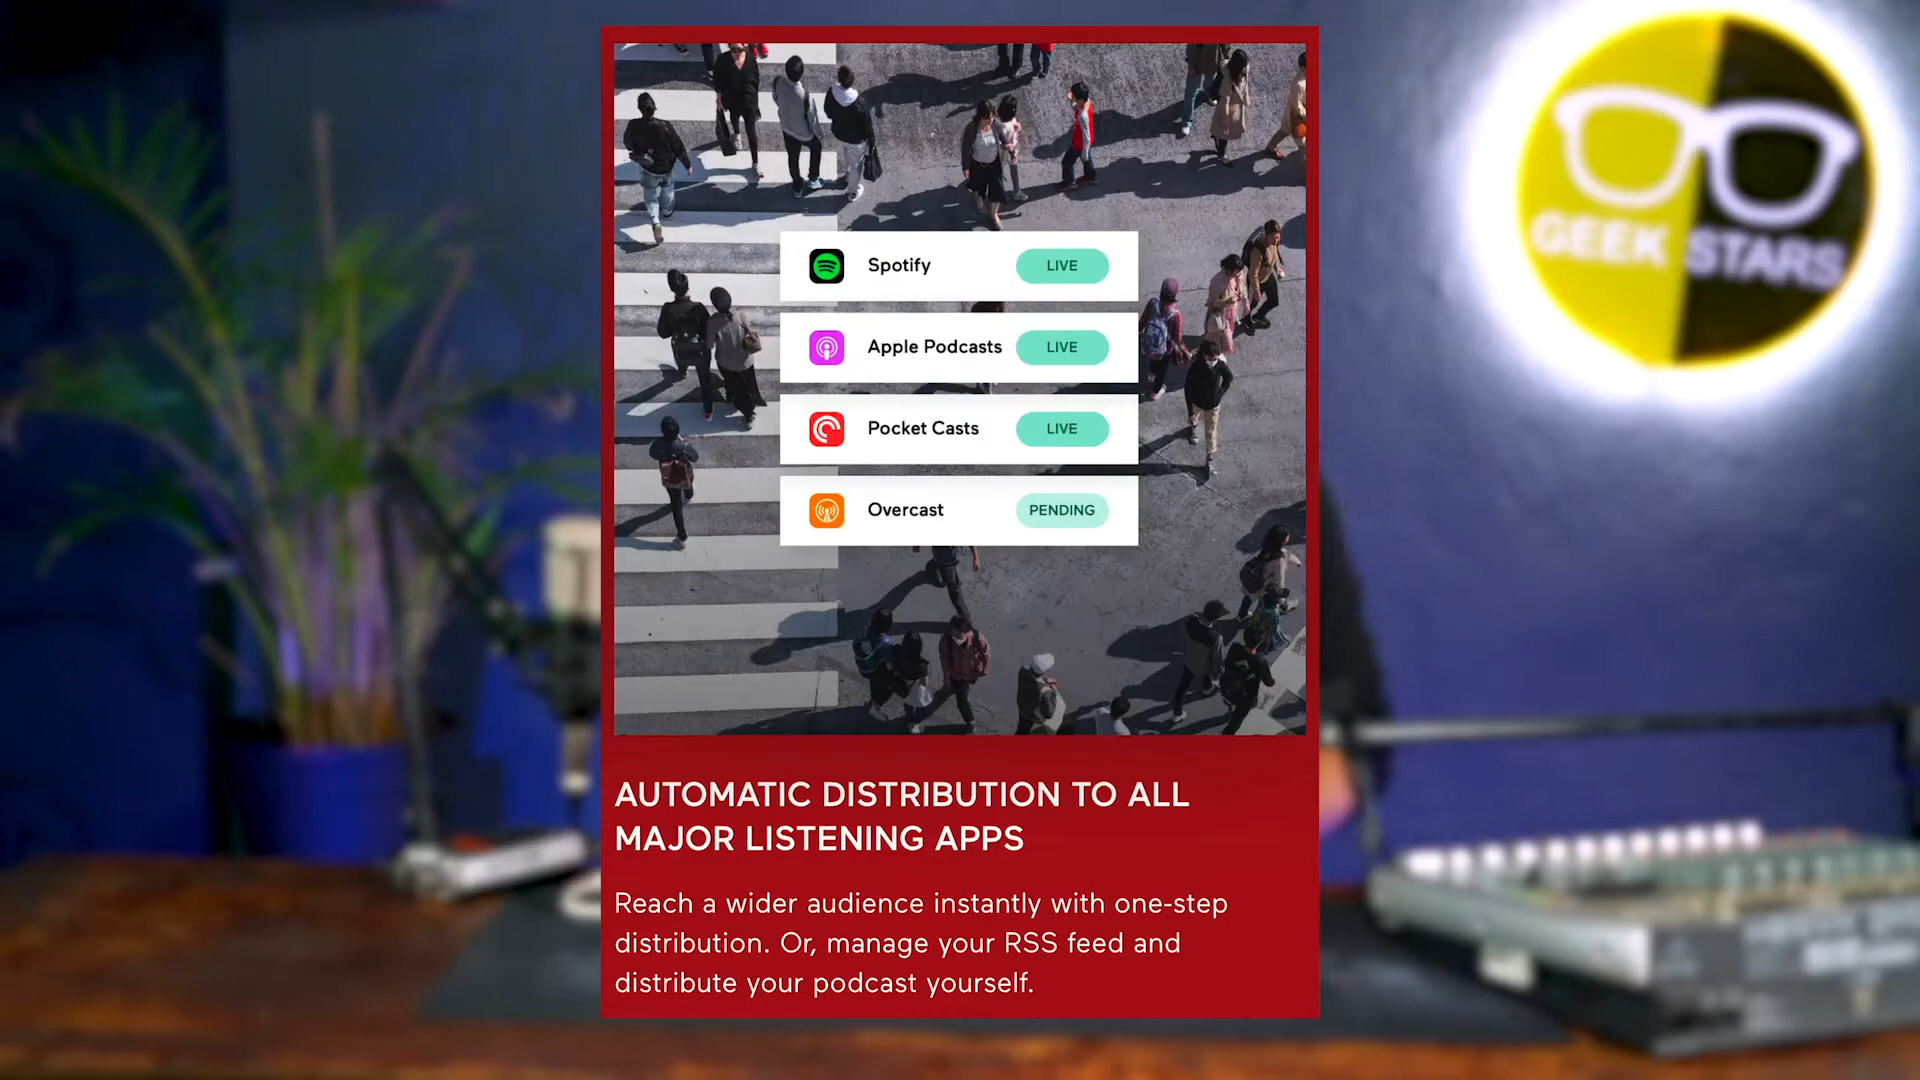 GEEK STARS
Spotify LIVE
Apple Podcasts LIVE
Pocket Casts LIVE
Overcast PENDING
AUTOMATIC DISTRIBUTION TO ALL
MAJOR LISTENING APPS
Reach a wider audience instantly with one-step
distribution. Or, manage your RSS feed and
distribute your podcast yourself.